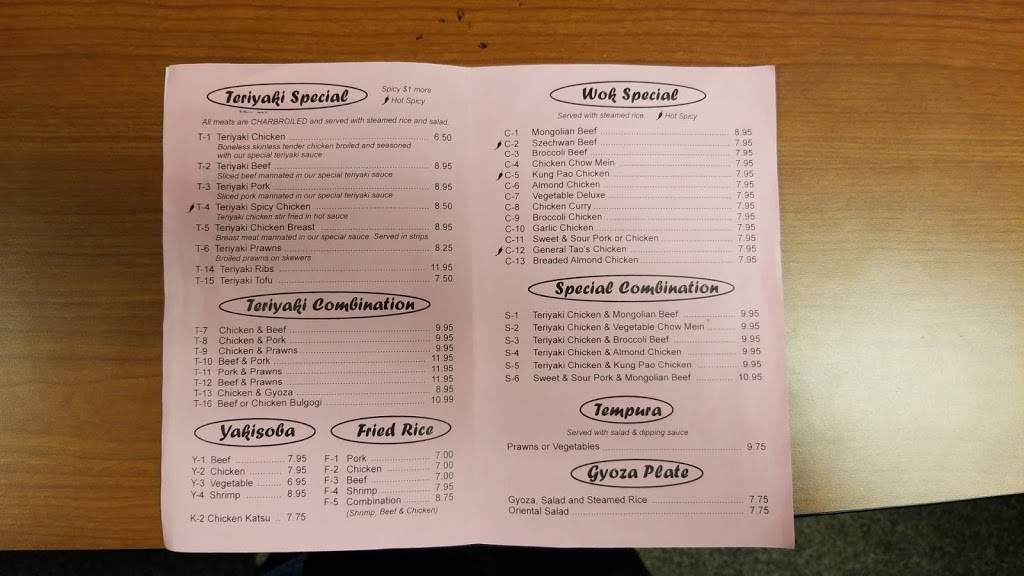 Teriyaki Special
Spicy $1 more
Hot Spicy
All meats are CHARBROILED and served with steamed rice and salad.
T-1 Teriyaki Chicken 6.50
Boneless skinless tender chicken broiled and seasoned
with our special teriyaki sauce
T-2 Teriyaki Beef 8.95
Sliced beef marinated in our special teriyaki sauce
T-3 Teriyaki Pork 8.95
Sliced pork marinated in our special teriyaki sauce
T-4 Teriyaki Spicy Chicken 8.50
Teriyaki chicken stir fried in hot sauce
T-5 Teriyaki Chicken Breast 8.95
Breast meat marinated in our special sauce. Served in strips
T-6 Teriyaki Prawns 8.25
Broiled prawns on skewers
T-14 Teriyaki Ribs 11.95
T-15 Teriyaki Tofu 7.50
Teriyaki Combination
T-7 Chicken & Beef 9.95
T-8 Chicken & Pork 9.95
T-9 Chicken & Prawns 9.95
T-10 Beef & Pork 11.95
T-11 Pork & Prawns 11.95
T-12 Beef & Prawns 11.95
T-13 Chicken & Gyoza 8.95
T-16 Beef or Chicken Bulgogi 10.99
Yakisoba
Y-1 Beef 7.95
Y-2 Chicken 7.95
Y-3 Vegetable 6.95
Y-4 Shrimp 8.95
K-2 Chicken Katsu 7.75
Fried Rice
F-1 Pork 7.00
F-2 Chicken 7.00
F-3 Beef 7.00
F-4 Shrimp 7.95
F-5 Combination 8.75
(Shrimp, Beef & Chicken)
Wok Special
Served with steamed rice. Hot Spicy
C-1 Mongolian Beef 8.95
C-2 Szechwan Beef 7.95
C-3 Broccoli Beef 7.95
C-4 Chicken Chow Mein 7.95
C-5 Kung Pao Chicken 7.95
C-6 Almond Chicken 7.95
C-7 Vegetable Deluxe 7.95
C-8 Chicken Curry 7.95
C-9 Broccoli Chicken 7.95
C-10 Garlic Chicken 7.95
C-11 Sweet & Sour Pork or Chicken 7.95
C-12 General Tao's Chicken 7.95
C-13 Breaded Almond Chicken 7.95
Special Combination
S-1 Teriyaki Chicken & Mongolian Beef 9.95
S-2 Teriyaki Chicken & Vegetable Chow Mein 9.95
S-3 Teriyaki Chicken & Broccoli Beef 9.95
S-4 Teriyaki Chicken & Almond Chicken 9.95
S-5 Teriyaki Chicken & Kung Pao Chicken 9.95
S-6 Sweet & Sour Pork & Mongolian Beef 10.95
Tempura
Served with salad & dipping sauce
Prawns or Vegetables 9.75
Gyoza Plate
Gyoza, Salad and Steamed Rice 7.75
Oriental Salad 7.75